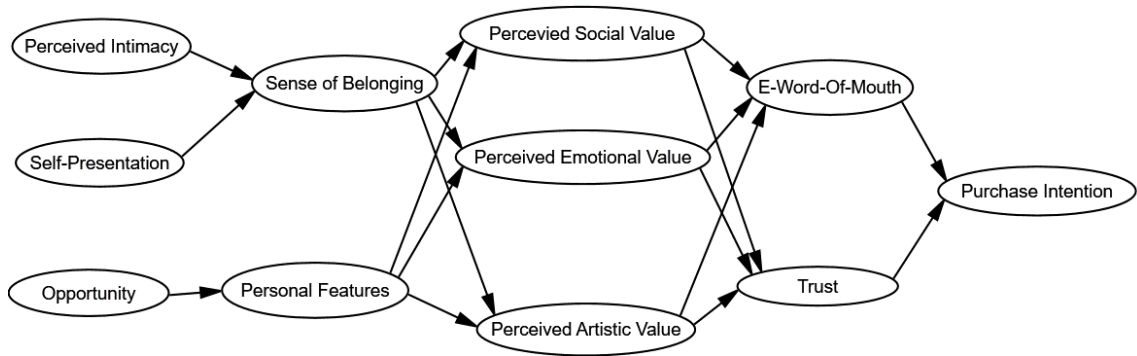 Perceived Intimacy
Self-Presentation
Opportunity
Sense of Belonging
Personal Features
Percevied Social Value
Perceived Emotional Value
Perceived Artistic Value
E-Word-Of-Mouth
Trust
Purchase Intention